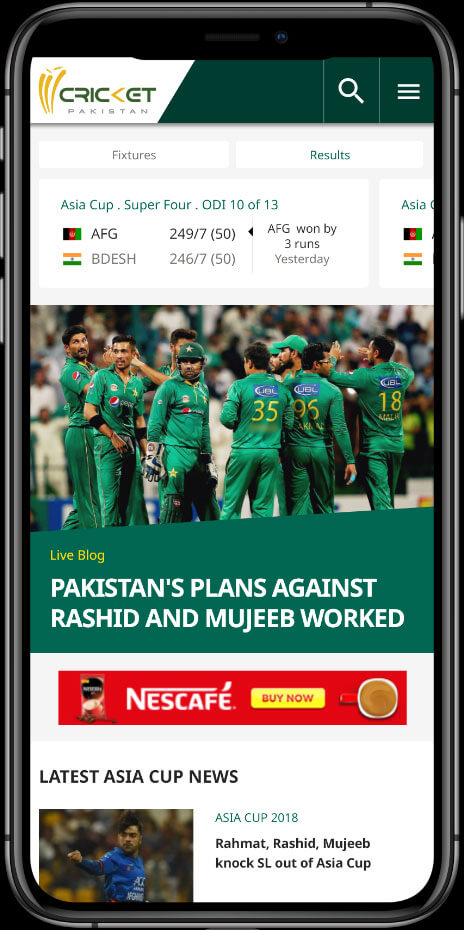 CRICKET
PAKISTAN
Fixtures
Results
Asia Cup . Super Four . ODI 10 of 13
AFG 249/7 (50)
BDESH 246/7 (50)
AFG won by
3 runs
Yesterday
Asia C
UBL
35
UBL
96
AKMAL
UBL
18
MALIK
pepsi
Live Blog
PAKISTAN'S PLANS AGAINST
RASHID AND MUJEEB WORKED
NESCAFÉ.
BUY NOW
LATEST ASIA CUP NEWS
ASIA CUP 2018
Rahmat, Rashid, Mujeeb
knock SL out of Asia Cup